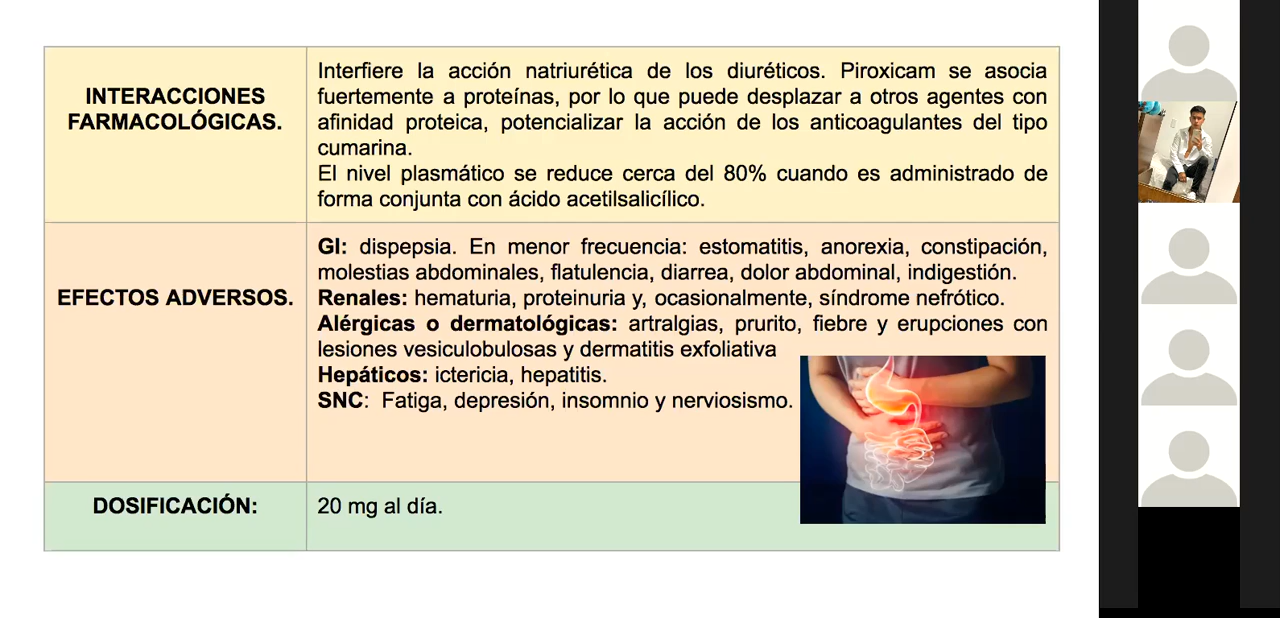 INTERACCIONES
FARMACOLÓGICAS.
Interfiere la acción natriurética de los diuréticos. Piroxicam se asocia
fuertemente a proteínas, por lo que puede desplazar a otros agentes con
afinidad proteica, potencializar la acción de los anticoagulantes del tipo
cumarina.
El nivel plasmático se reduce cerca del 80% cuando es administrado de
forma conjunta con ácido acetilsalicílico.
EFECTOS ADVERSOS.
GI: dispepsia. En menor frecuencia: estomatitis, anorexia, constipación,
molestias abdominales, flatulencia, diarrea, dolor abdominal, indigestión.
Renales: hematuria, proteinuria y, ocasionalmente, síndrome nefrótico.
Alérgicas o dermatológicas: artralgias, prurito, fiebre y erupciones con
lesiones vesiculobulosas y dermatitis exfoliativa
Hepáticos: ictericia, hepatitis.
SNC: Fatiga, depresión, insomnio y nerviosismo.
DOSIFICACIÓN:
20 mg al día.